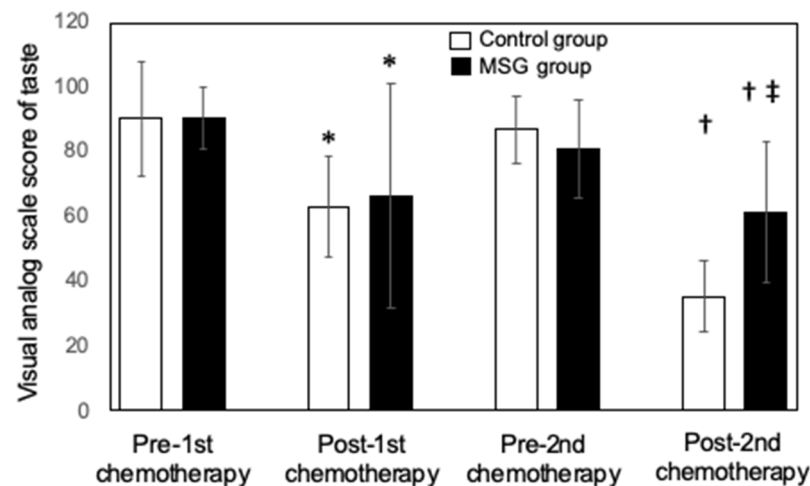 Visual analog scale score of taste
120
100
80
60
40
20
0
Control group
MSG group
*
*
†
† ‡
Pre-1st
chemotherapy
Post-1st
chemotherapy
Pre-2nd
chemotherapy
Post-2nd
chemotherapy